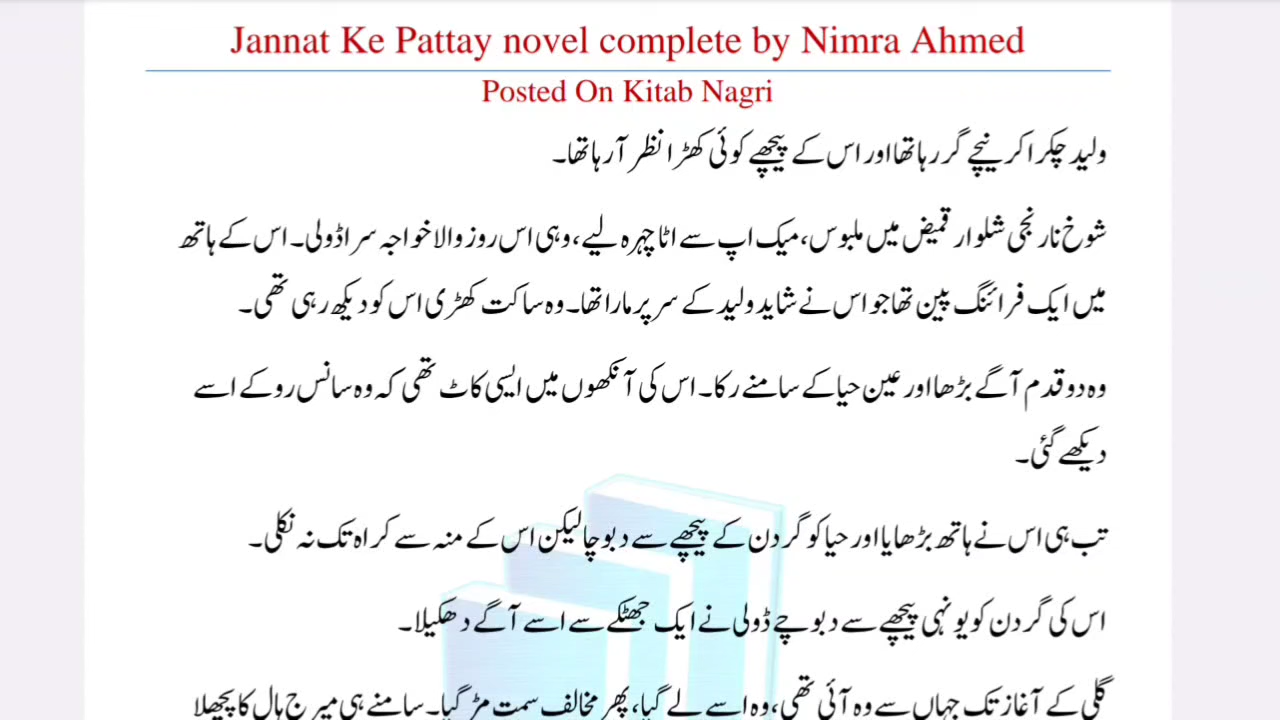 Jannat Ke Pattay novel complete by Nimra Ahmed
Posted On Kitab Nagri
ولید چکرا کر نیچے گر رہا تھا اور اس کے پیچھے کوئی کھڑا نظر آ رہا تھا۔
شوخ نارنجی شلوار قمیض میں ملبوس، میک اپ سے اٹا چہرہ لیے، وہی اس روز والا خواجہ سرا ڈولی۔ اس کے ہاتھ
میں ایک فرائنگ پین تھا جو اس نے شاید ولید کے سر پر مارا تھا۔ وہ ساکت کھڑی اس کو دیکھ رہی تھی۔
وہ دو قدم آگے بڑھا اور عین حیا کے سامنے رکا۔ اس کی آنکھوں میں ایسی کاٹ تھی کہ وہ سانس روکے اسے
دیکھے گئی۔
تب ہی اس نے ہاتھ بڑھایا اور حیا کو گردن کے پیچھے سے دبوچا لیکن اس کے منہ سے کراہ تک نہ نکلی۔
اس کی گردن کو یونہی پیچھے سے دبوچے ڈولی نے ایک جھٹکے سے اسے آگے دھکیلا۔
گلی کے آغاز تک جہاں سے وہ آئی تھی، وہ اسے لے گیا، پھر مخالف سمت مڑ گیا۔ سامنے ہی میرج ہال کا پچھلا